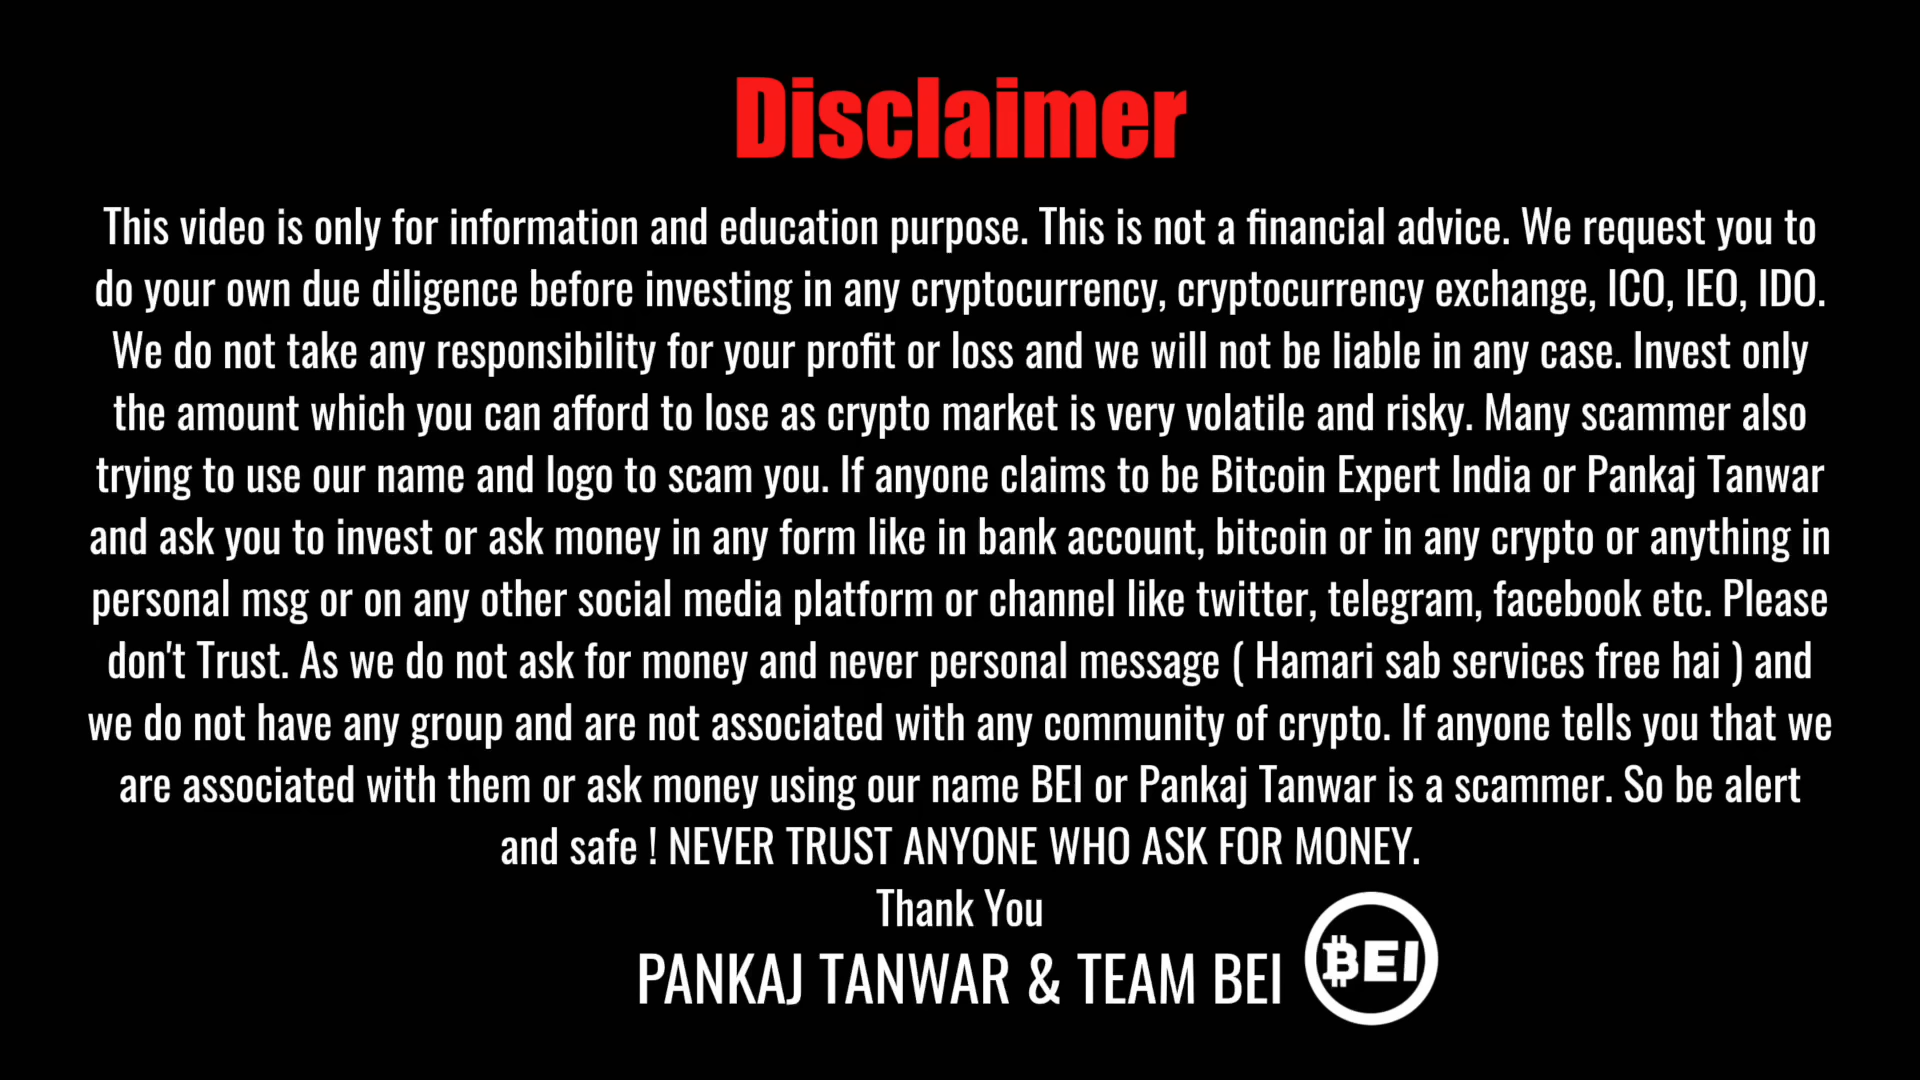 Disclaimer
This video is only for information and education purpose. This is not a financial advice. We request you to
do your own due diligence before investing in any cryptocurrency, cryptocurrency exchange, ICO, IEO, IDO.
We do not take any responsibility for your profit or loss and we will not be liable in any case. Invest only
the amount which you can afford to lose as crypto market is very volatile and risky. Many scammer also
trying to use our name and logo to scam you. If anyone claims to be Bitcoin Expert India or Pankaj Tanwar
and ask you to invest or ask money in any form like in bank account, bitcoin or in any crypto or anything in
personal msg or on any other social media platform or channel like twitter, telegram, facebook etc. Please
don't Trust. As we do not ask for money and never personal message ( Hamari sab services free hai ) and
we do not have any group and are not associated with any community of crypto. If anyone tells you that we
are associated with them or ask money using our name BEI or Pankaj Tanwar is a scammer. So be alert
and safe ! NEVER TRUST ANYONE WHO ASK FOR MONEY.
Thank You
PANKAJ TANWAR & TEAM BEI
BEI